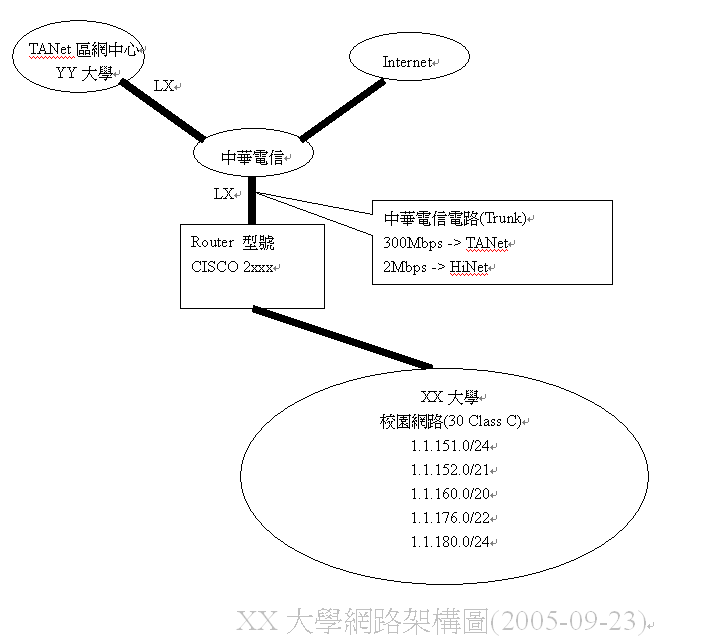 TANet 區網中心
YY 大學
LX
Internet
中華電信
LX
中華電信電路(Trunk)
300Mbps -> TANet
2Mbps -> HiNet
Router 型號
CISCO 2xxx
XX 大學
校園網路(30 Class C)
1.1.151.0/24
1.1.152.0/21
1.1.160.0/20
1.1.176.0/22
1.1.180.0/24
XX 大學網路架構圖(2005-09-23)